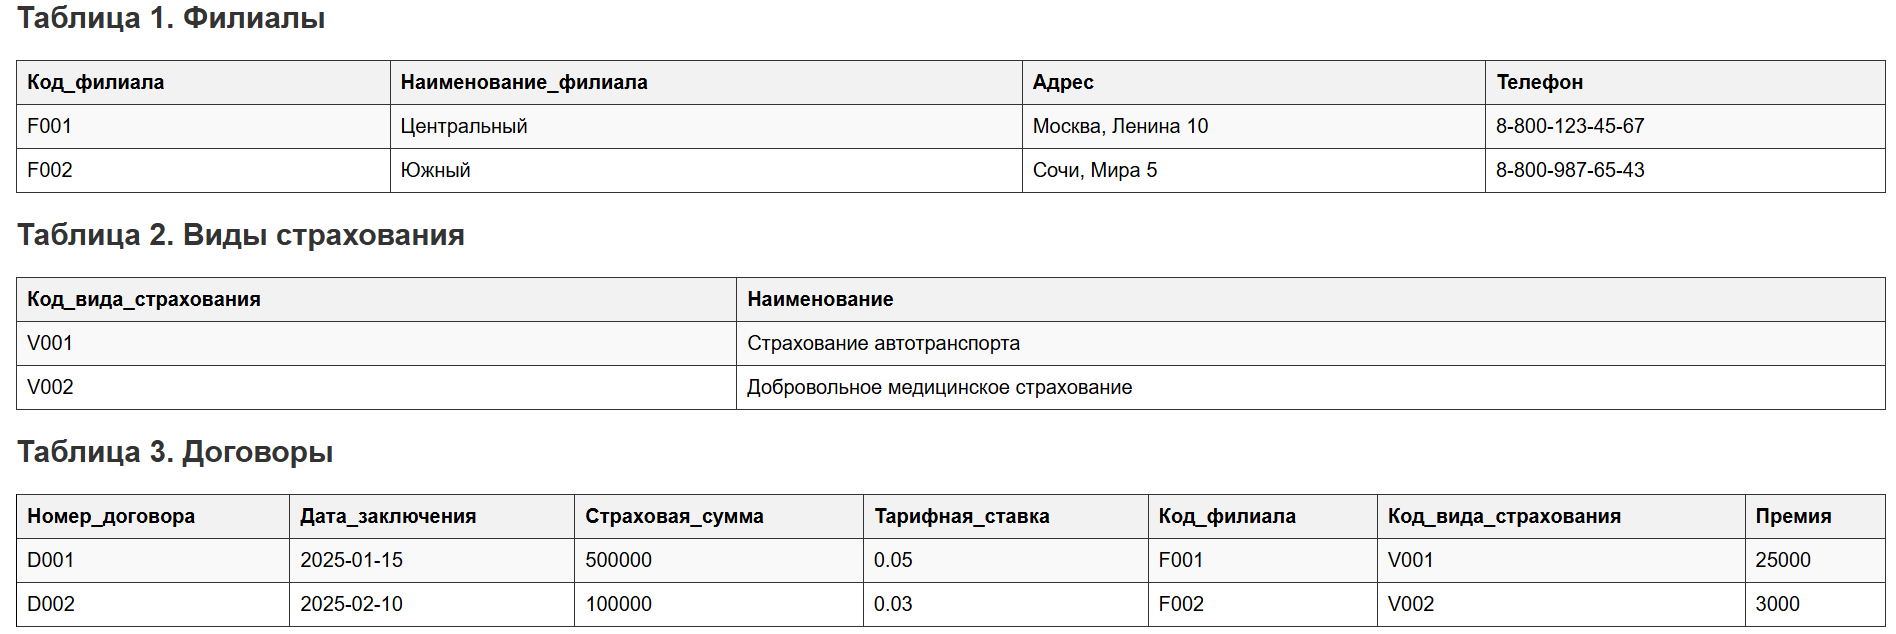 Таблица 1. Филиалы
Код_филиала Наименование_филиала Адрес Телефон
F001 Центральный Москва, Ленина 10 8-800-123-45-67
F002 Южный Сочи, Мира 5 8-800-987-65-43
Таблица 2. Виды страхования
Код_вида_страхования Наименование
V001 Страхование автотранспорта
V002 Добровольное медицинское страхование
Таблица 3. Договоры
Номер_договора Дата_заключения Страховая_сумма Тарифная_ставка Код_филиала Код_вида_страхования Премия
D001 2025-01-15 500000 0.05 F001 V001 25000
D002 2025-02-10 100000 0.03 F002 V002 3000